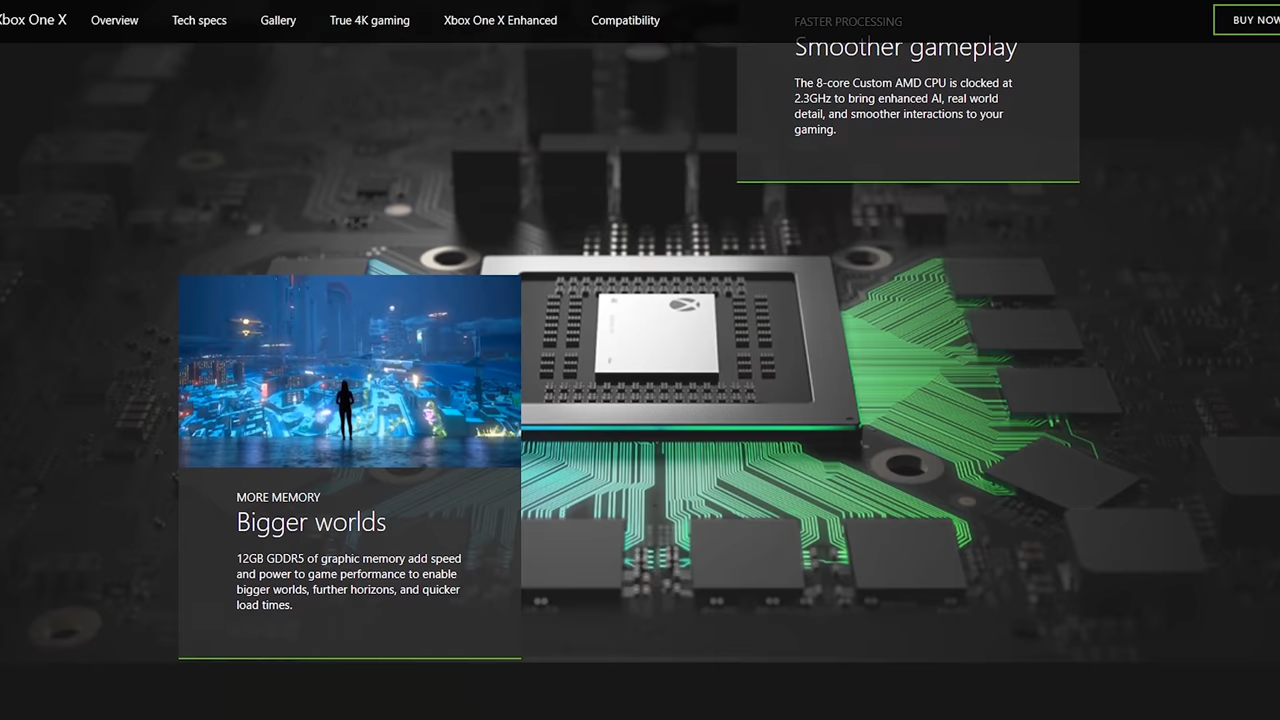 Xbox One X
Overview
Tech specs
Gallery
True 4K gaming
Xbox One X Enhanced
Compatibility
BUY NOW
FASTER PROCESSING
Smoother gameplay
The 8-core Custom AMD CPU is clocked at
2.3GHz to bring enhanced AI, real world
detail, and smoother interactions to your
gaming.
MORE MEMORY
Bigger worlds
12GB GDDR5 of graphic memory add speed
and power to game performance to enable
bigger worlds, further horizons, and quicker
load times.